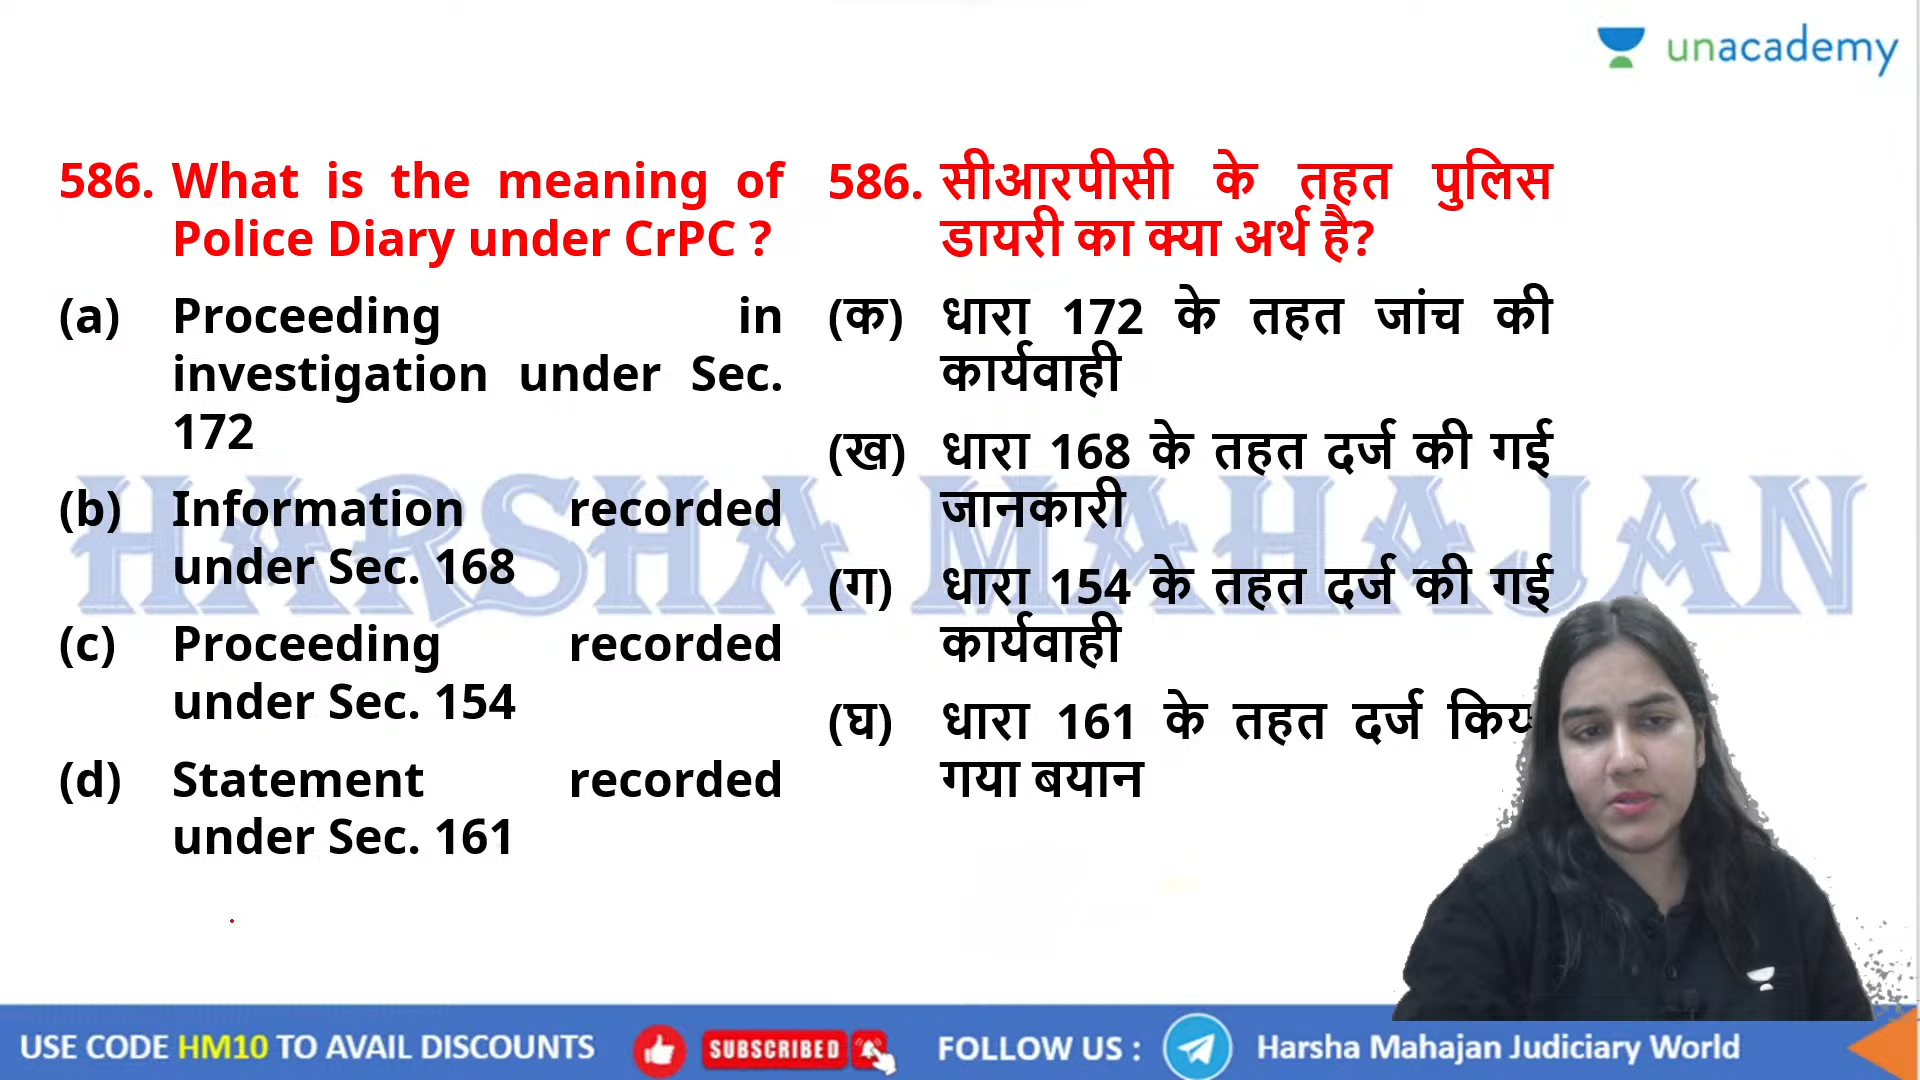 unacademy
586. What is the meaning of
Police Diary under CrPC ?
(a) Proceeding in
investigation under Sec.
172
(b) Information recorded
under Sec. 168
(c) Proceeding recorded
under Sec. 154
(d) Statement recorded
under Sec. 161
586. सीआरपीसी के तहत पुलिस
डायरी का क्या अर्थ है?
(क) धारा 172 के तहत जांच की
कार्यवाही
(ख) धारा 168 के तहत दर्ज की गई
जानकारी
(ग) धारा 154 के तहत दर्ज की गई
कार्यवाही
(घ) धारा 161 के तहत दर्ज
गया बयान
HARSHA MAHAJAN
USE CODE HM10 TO AVAIL DISCOUNTS
SUBSCRIBED
FOLLOW US :
Harsha Mahajan Judiciary World